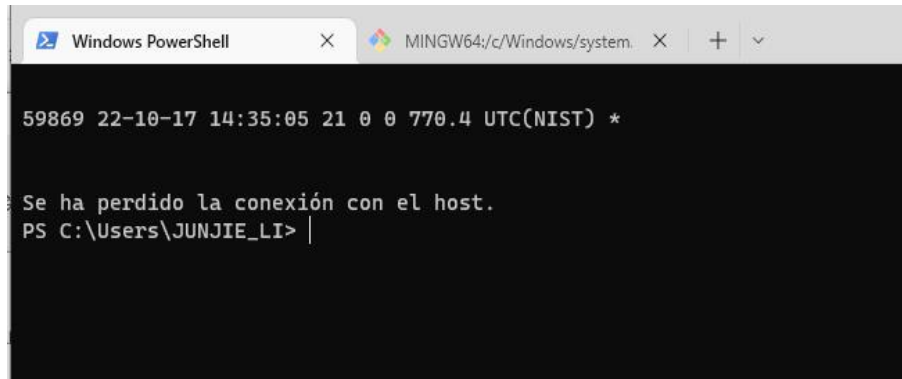 Windows PowerShell
MINGW64:/c/Windows/system.
59869 22-10-17 14:35:05 21 0 0 770.4 UTC(NIST) *
Se ha perdido la conexión con el host.
PS C:\Users\JUNJIE_LI>